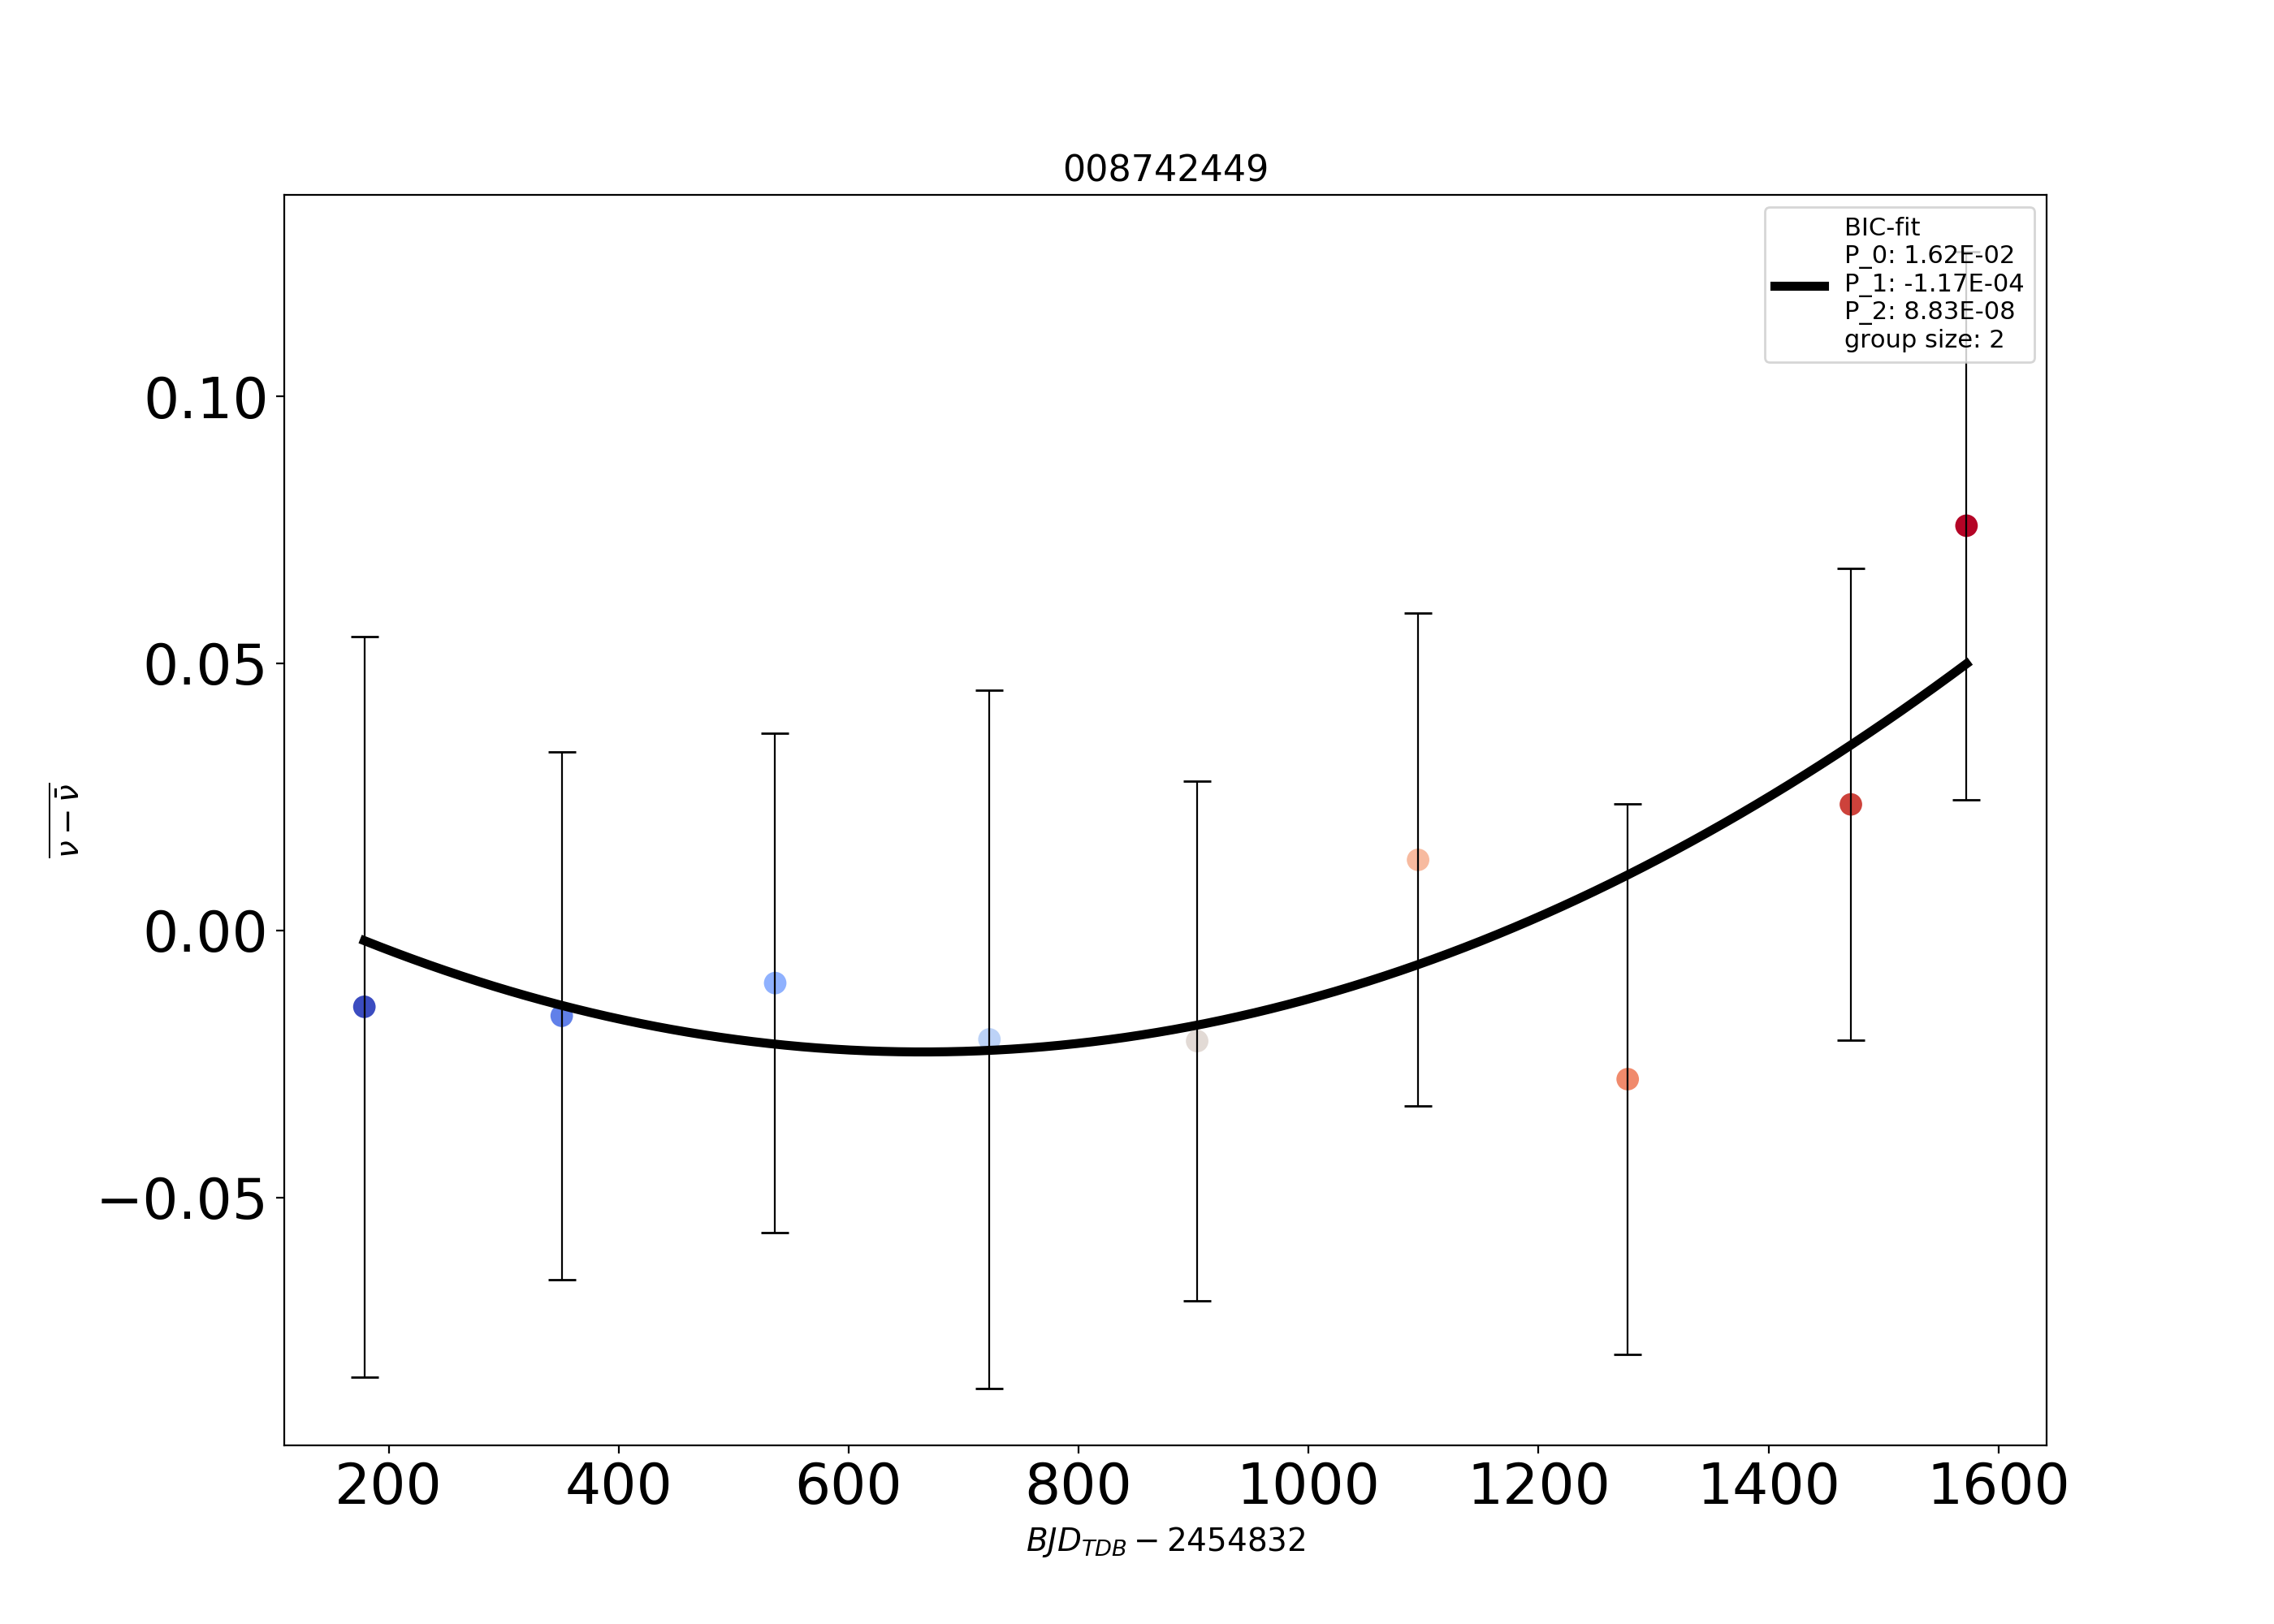 008742449
BIC-fit
P_0: 1.62E-02
P_1: -1.17E-04
P_2: 8.83E-08
group size: 2
0.10
0.05
0.00
−0.05
ν − ν̄
200 400 600 800 1000 1200 1400 1600
BJD_TDB − 2454832